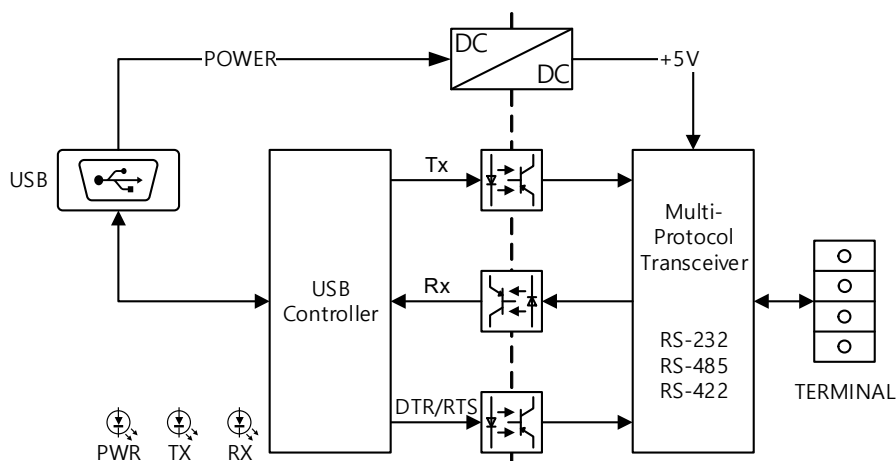 DC
DC
POWER
+5V
USB
Tx
Multi-
Protocol
Transceiver
USB
Controller
Rx
RS-232
RS-485
RS-422
TERMINAL
DTR/RTS
PWR
TX
RX